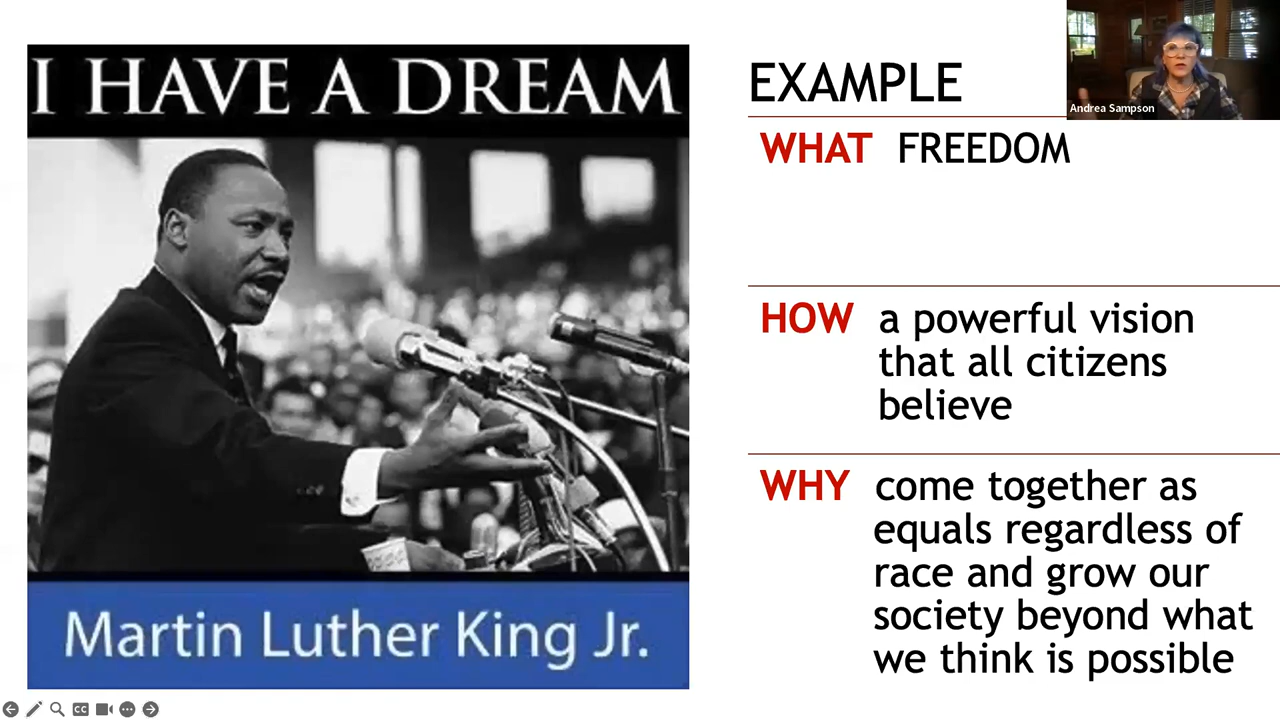 I HAVE A DREAM
Martin Luther King Jr.
EXAMPLE
WHAT FREEDOM
HOW a powerful vision
that all citizens
believe
WHY come together as
equals regardless of
race and grow our
society beyond what
we think is possible
Andrea Sampson
CC